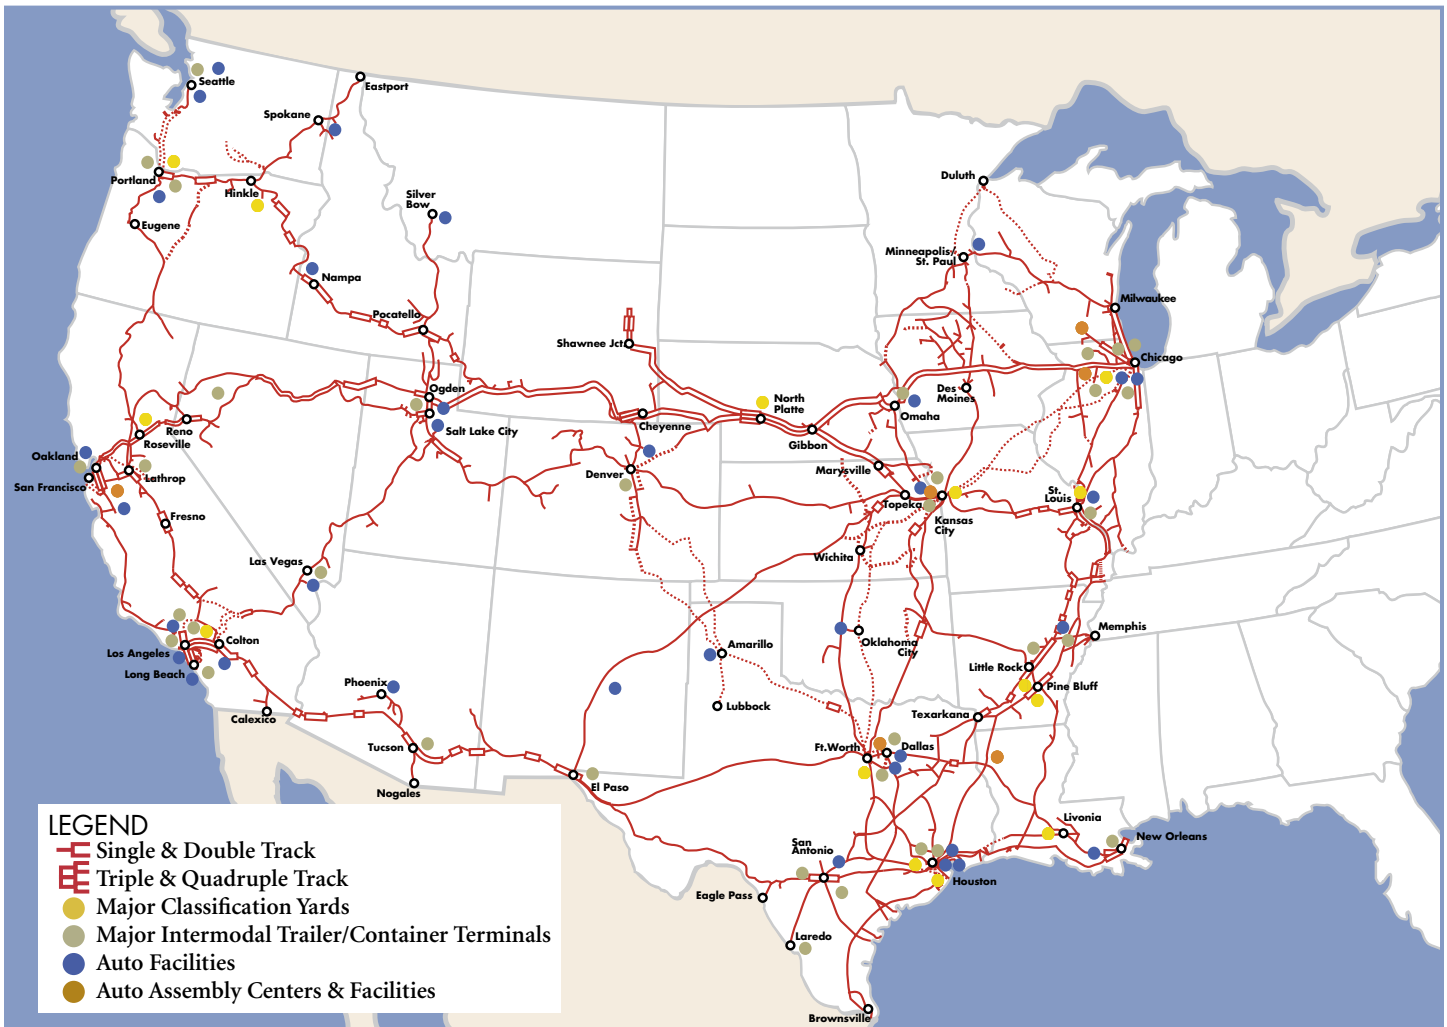 Seattle
Eastport
Spokane
Portland
Hinkle
Eugene
Silver
Bow
Nampa
Pocatello
Duluth
Minneapolis/
St. Paul
Milwaukee
Shawnee Jct.
Chicago
Ogden
Des
Moines
North
Platte
Omaha
Reno
Roseville
Salt Lake City
Cheyenne
Gibbon
Oakland
San Francisco
Lathrop
Denver
Marysville
Topeka
Kansas
City
St.
Louis
Fresno
Wichita
Las Vegas
Colton
Los Angeles
Long Beach
Amarillo
Oklahoma
City
Memphis
Little Rock
Pine Bluff
Phoenix
Calexico
Lubbock
Texarkana
Tucson
Nogales
El Paso
Ft.Worth
Dallas
Livonia
New Orleans
San
Antonio
Houston
Eagle Pass
Laredo
Brownsville
LEGEND
Single & Double Track
Triple & Quadruple Track
Major Classification Yards
Major Intermodal Trailer/Container Terminals
Auto Facilities
Auto Assembly Centers & Facilities